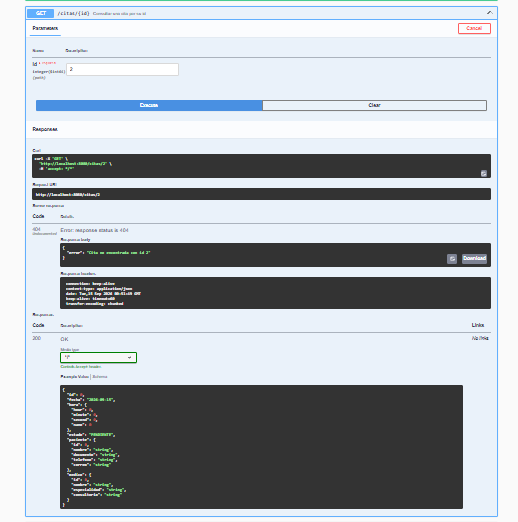 GET /citas/{id} Consultar una cita por su id
Parameters
Cancel
Name Description
id * required
integer($int64)
(path)
2
Execute
Clear
Responses
Curl
curl -X 'GET' \
'http://localhost:8080/citas/2' \
-H 'accept: */*'
Request URL
http://localhost:8080/citas/2
Server response
Code Details
404
Undocumented
Error: response status is 404
Response body
{
"error": "Cita no encontrada con id 2"
}
Download
Response headers
connection: keep-alive
content-type: application/json
keep-alive: timeout=60
transfer-encoding: chunked
Responses
Code Description Links
200 OK No links
Media type
*/*
Controls Accept header.
Example Value | Schema
{
"id": 0,
"hora": {
"hour": 0,
"minute": 0,
"second": 0,
"nano": 0
},
"estado": "PENDIENTE",
"paciente": {
"id": 0,
"nombre": "string",
"documento": "string",
"telefono": "string",
"correo": "string"
},
"medico": {
"id": 0,
"nombre": "string",
"especialidad": "string",
"consultorio": "string"
}
}